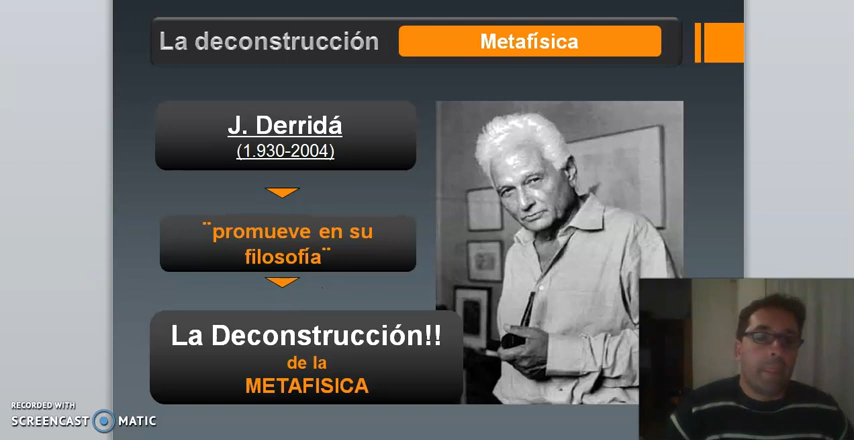 La deconstrucción
Metafísica
J. Derridá
(1.930-2004)
¨promueve en su
filosofía¨
La Deconstrucción!!
de la
METAFISICA
RECORDED WITH
SCREENCAST MATIC